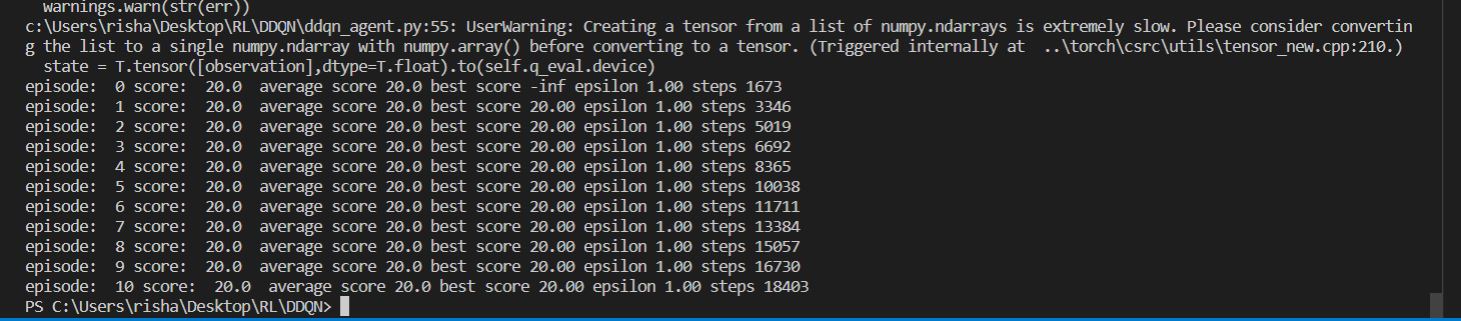 warnings.warn(str(err))
c:\Users\risha\Desktop\RL\DDQN\ddqn_agent.py:55: UserWarning: Creating a tensor from a list of numpy.ndarrays is extremely slow. Please consider convertin
g the list to a single numpy.ndarray with numpy.array() before converting to a tensor. (Triggered internally at  ..\torch\csrc\utils\tensor_new.cpp:210.)
  state = T.tensor([observation],dtype=T.float).to(self.q_eval.device)
episode:  0 score:  20.0  average score 20.0 best score -inf epsilon 1.00 steps 1673
episode:  1 score:  20.0  average score 20.0 best score 20.00 epsilon 1.00 steps 3346
episode:  2 score:  20.0  average score 20.0 best score 20.00 epsilon 1.00 steps 5019
episode:  3 score:  20.0  average score 20.0 best score 20.00 epsilon 1.00 steps 6692
episode:  4 score:  20.0  average score 20.0 best score 20.00 epsilon 1.00 steps 8365
episode:  5 score:  20.0  average score 20.0 best score 20.00 epsilon 1.00 steps 10038
episode:  6 score:  20.0  average score 20.0 best score 20.00 epsilon 1.00 steps 11711
episode:  7 score:  20.0  average score 20.0 best score 20.00 epsilon 1.00 steps 13384
episode:  8 score:  20.0  average score 20.0 best score 20.00 epsilon 1.00 steps 15057
episode:  9 score:  20.0  average score 20.0 best score 20.00 epsilon 1.00 steps 16730
episode:  10 score:  20.0  average score 20.0 best score 20.00 epsilon 1.00 steps 18403
PS C:\Users\risha\Desktop\RL\DDQN>